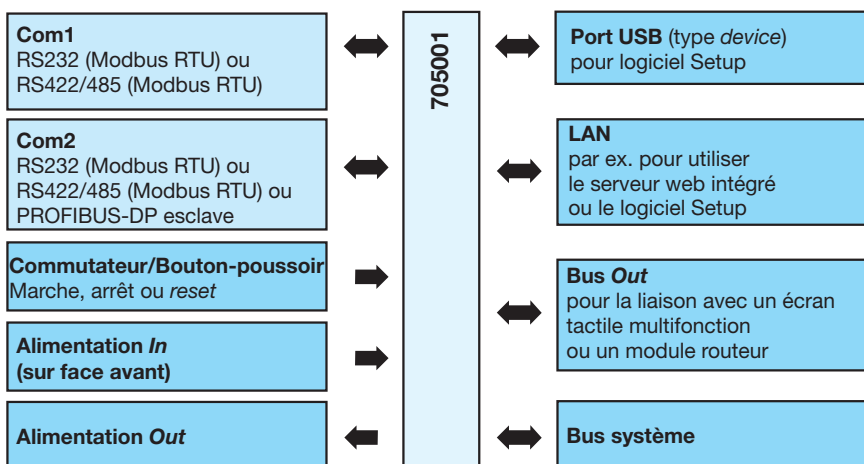 Com1
RS232 (Modbus RTU) ou
RS422/485 (Modbus RTU)
Com2
RS232 (Modbus RTU) ou
RS422/485 (Modbus RTU) ou
PROFIBUS-DP esclave
Commutateur/Bouton-poussoir
Marche, arrêt ou reset
Alimentation In
(sur face avant)
Alimentation Out
705001
Port USB (type device)
pour logiciel Setup
LAN
par ex. pour utiliser
le serveur web intégré
ou le logiciel Setup
Bus Out
pour la liaison avec un écran
tactile multifonction
ou un module routeur
Bus système